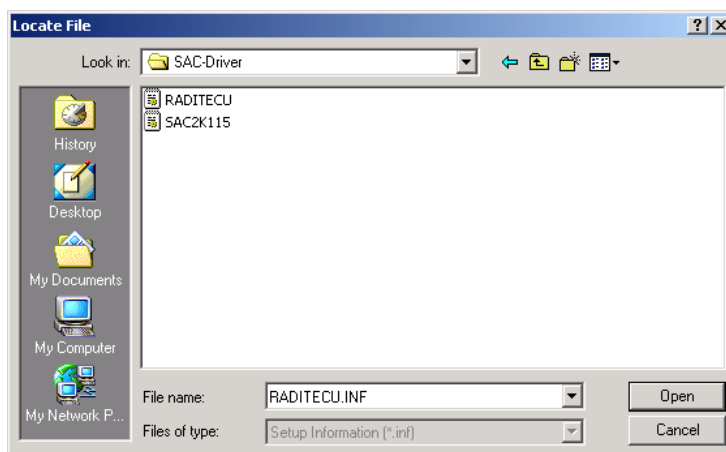 Locate File
Look in: SAC-Driver
RADITECU
SAC2K115
History
Desktop
My Documents
My Computer
My Network P...
File name: RADITECU.INF Open
Files of type: Setup Information (*.inf) Cancel